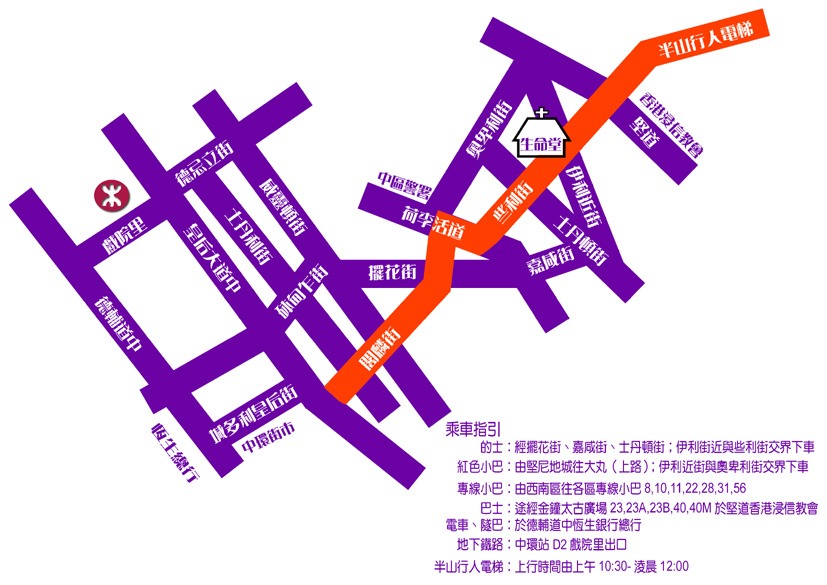 半山行人電梯
香港浸信教會
堅道
奧卑利街
生命堂
中區警署
荷李活道
些利街
伊利近街
士丹頓街
嘉咸街
擺花街
德忌立街
威靈頓街
戲院里
皇后大道中
士丹利街
砵甸乍街
德輔道中
閣麟街
域多利皇后街
中環街市
恆生總行
乘車指引
的士：經擺花街、嘉咸街、士丹頓街；伊利街近與些利街交界下車
紅色小巴：由堅尼地城往大丸（上路）；伊利近街與奧卑利街交界下車
專線小巴：由西南區往各區專線小巴 8,10,11,22,28,31,56
巴士：途經金鐘太古廣場 23,23A,23B,40,40M 於堅道香港浸信教會
電車、隧巴：於德輔道中恆生銀行總行
地下鐵路：中環站 D2 戲院里出口
半山行人電梯：上行時間由上午 10:30- 淩晨 12:00